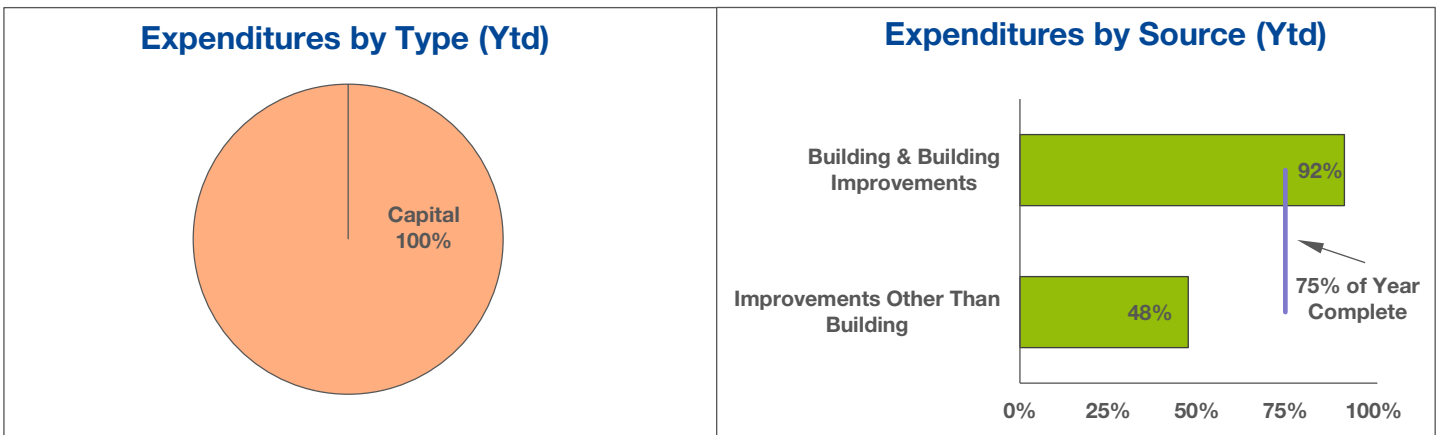 Expenditures by Type (Ytd)
Capital
100%
Expenditures by Source (Ytd)
Building & Building
Improvements
92%
75% of Year
Complete
Improvements Other Than
Building
48%
0% 25% 50% 75% 100%